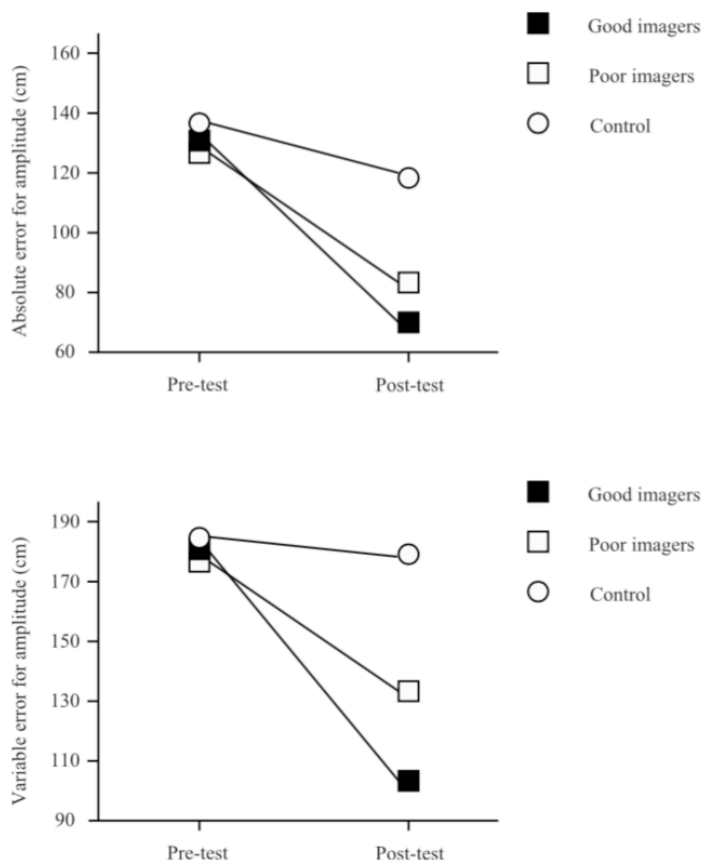 Good imagers
Poor imagers
Control
Absolute error for amplitude (cm)
160
140
120
100
80
60
Pre-test Post-test
Good imagers
Poor imagers
Control
Variable error for amplitude (cm)
190
170
150
130
110
90
Pre-test Post-test